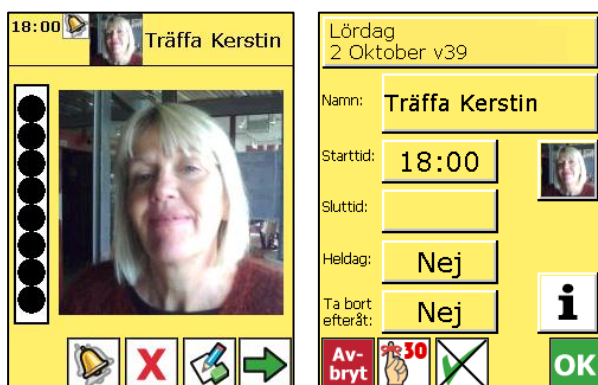 18:00
Träffa Kerstin
Lördag
2 Oktober v39
Namn:
Träffa Kerstin
Starttid:
18:00
Sluttid:
Heldag:
Nej
Ta bort
efteråt:
Nej
i
Av-
bryt
30
OK